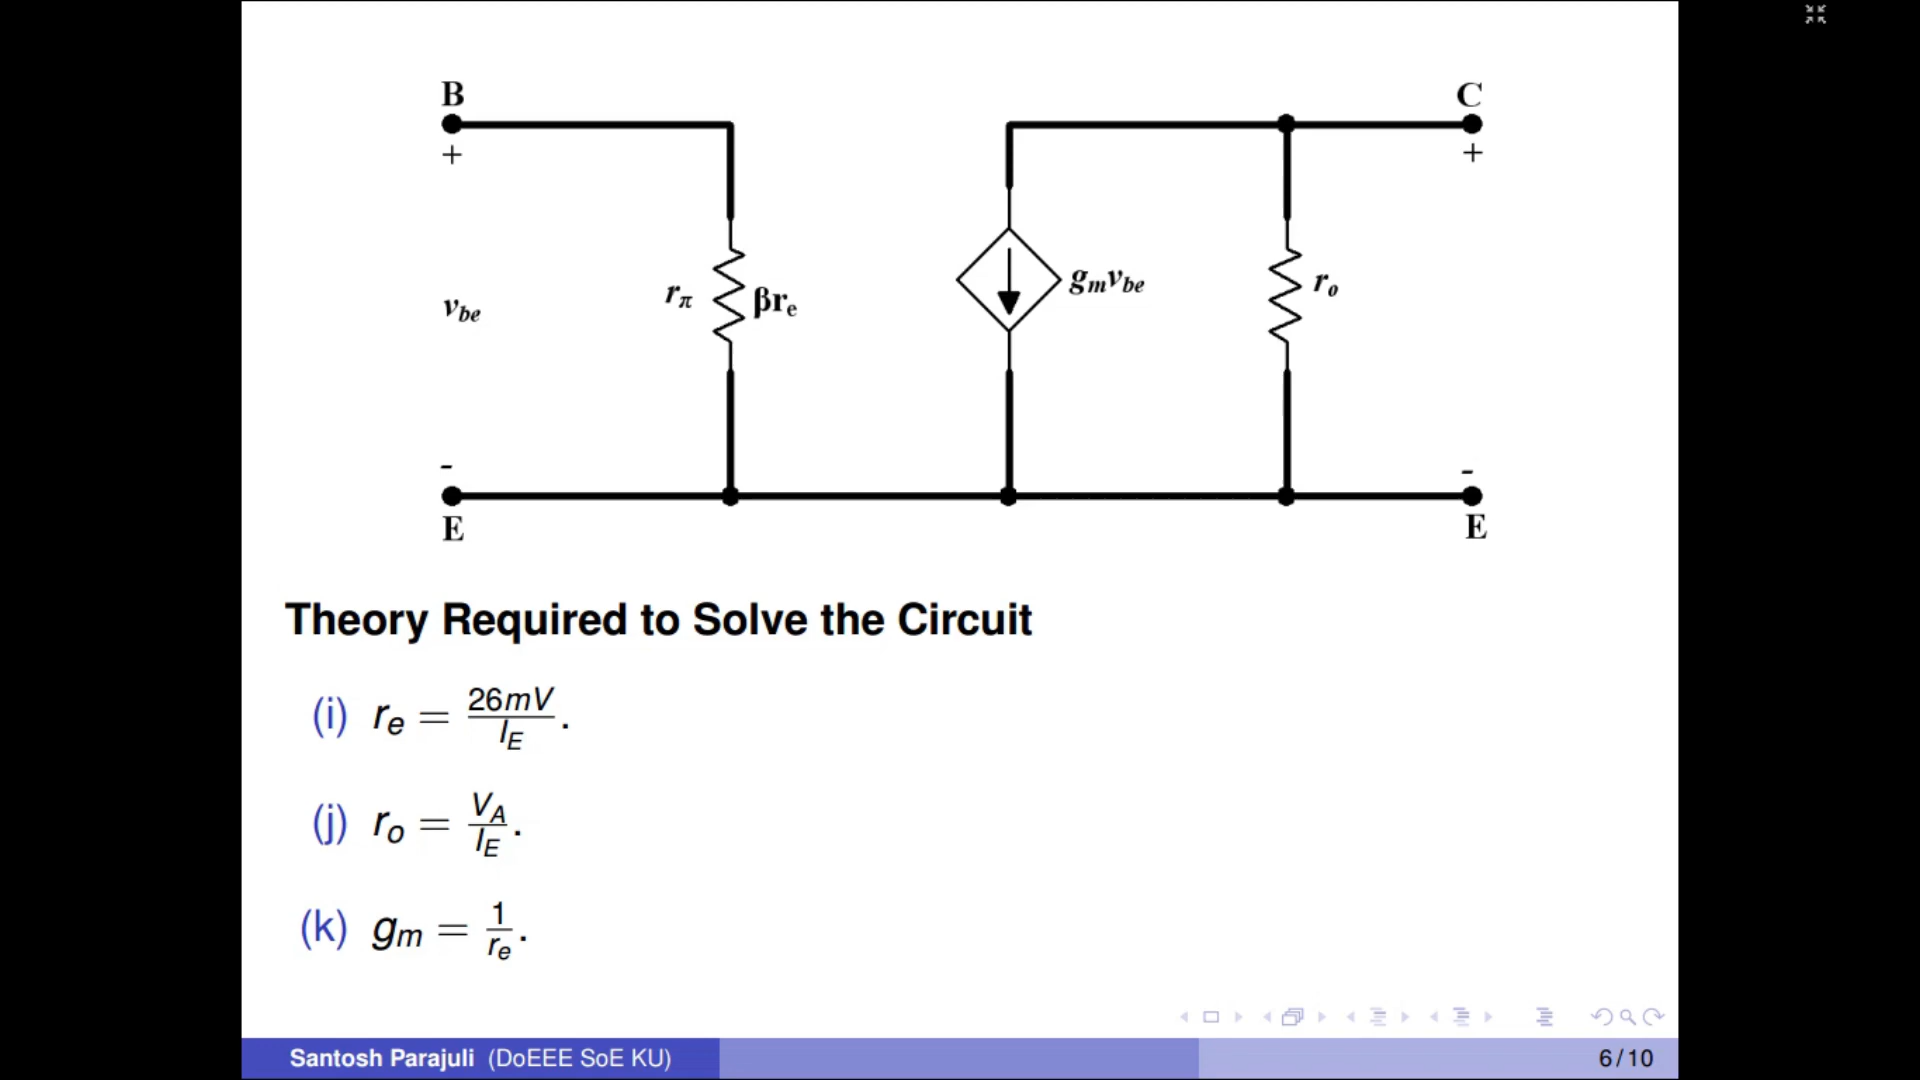 B
C
+
+
v_be
r_π
βr_e
g_m v_be
r_o
-
-
E
E
Theory Required to Solve the Circuit
(i) r_e = 26mV / I_E .
(j) r_o = V_A / I_E .
(k) g_m = 1 / r_e .
Santosh Parajuli (DoEEE SoE KU)
6 / 10